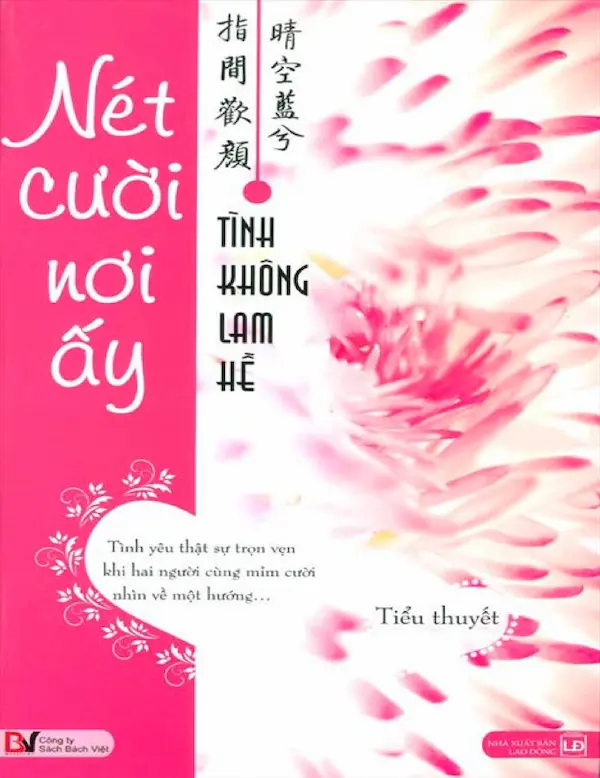 Nét
cười
nơi
ấy
指間歡顏
晴空藍兮
TÌNH
KHÔNG
LAM
HỀ
Tình yêu thật sự trọn vẹn
khi hai người cùng mỉm cười
nhìn về một hướng...
Tiểu thuyết
BV
Công ty
Sách Bách Việt
NHÀ XUẤT BẢN
LAO ĐỘNG
LĐ